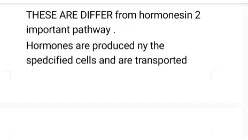 THESE ARE DIFFER from hormonesin 2
important pathway .
Hormones are produced ny the
spedcified cells and are transported